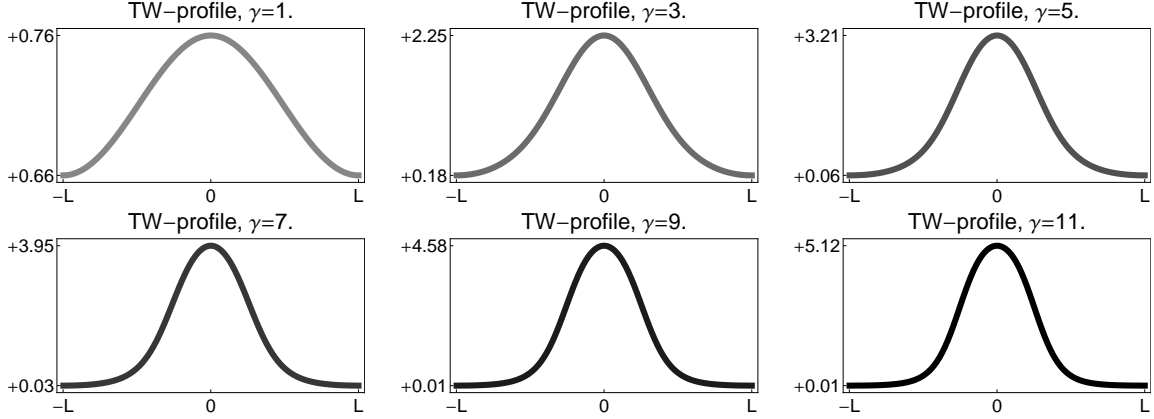 TW−profile, γ=1.
+0.76
+0.66
−L 0 L
TW−profile, γ=3.
+2.25
+0.18
−L 0 L
TW−profile, γ=5.
+3.21
+0.06
−L 0 L
TW−profile, γ=7.
+3.95
+0.03
−L 0 L
TW−profile, γ=9.
+4.58
+0.01
−L 0 L
TW−profile, γ=11.
+5.12
+0.01
−L 0 L